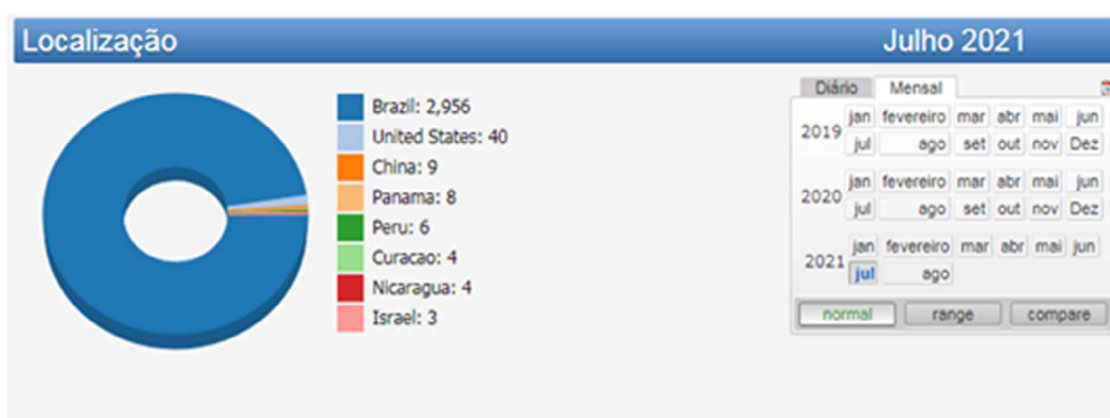 Localização
Julho 2021
Brazil: 2,956
United States: 40
China: 9
Panama: 8
Peru: 6
Curacao: 4
Nicaragua: 4
Israel: 3
Diário Mensal
2019
jan fevereiro mar abr mai jun
jul ago set out nov Dez
2020
jan fevereiro mar abr mai jun
jul ago set out nov Dez
2021
jan fevereiro mar abr mai jun
jul ago
normal range compare